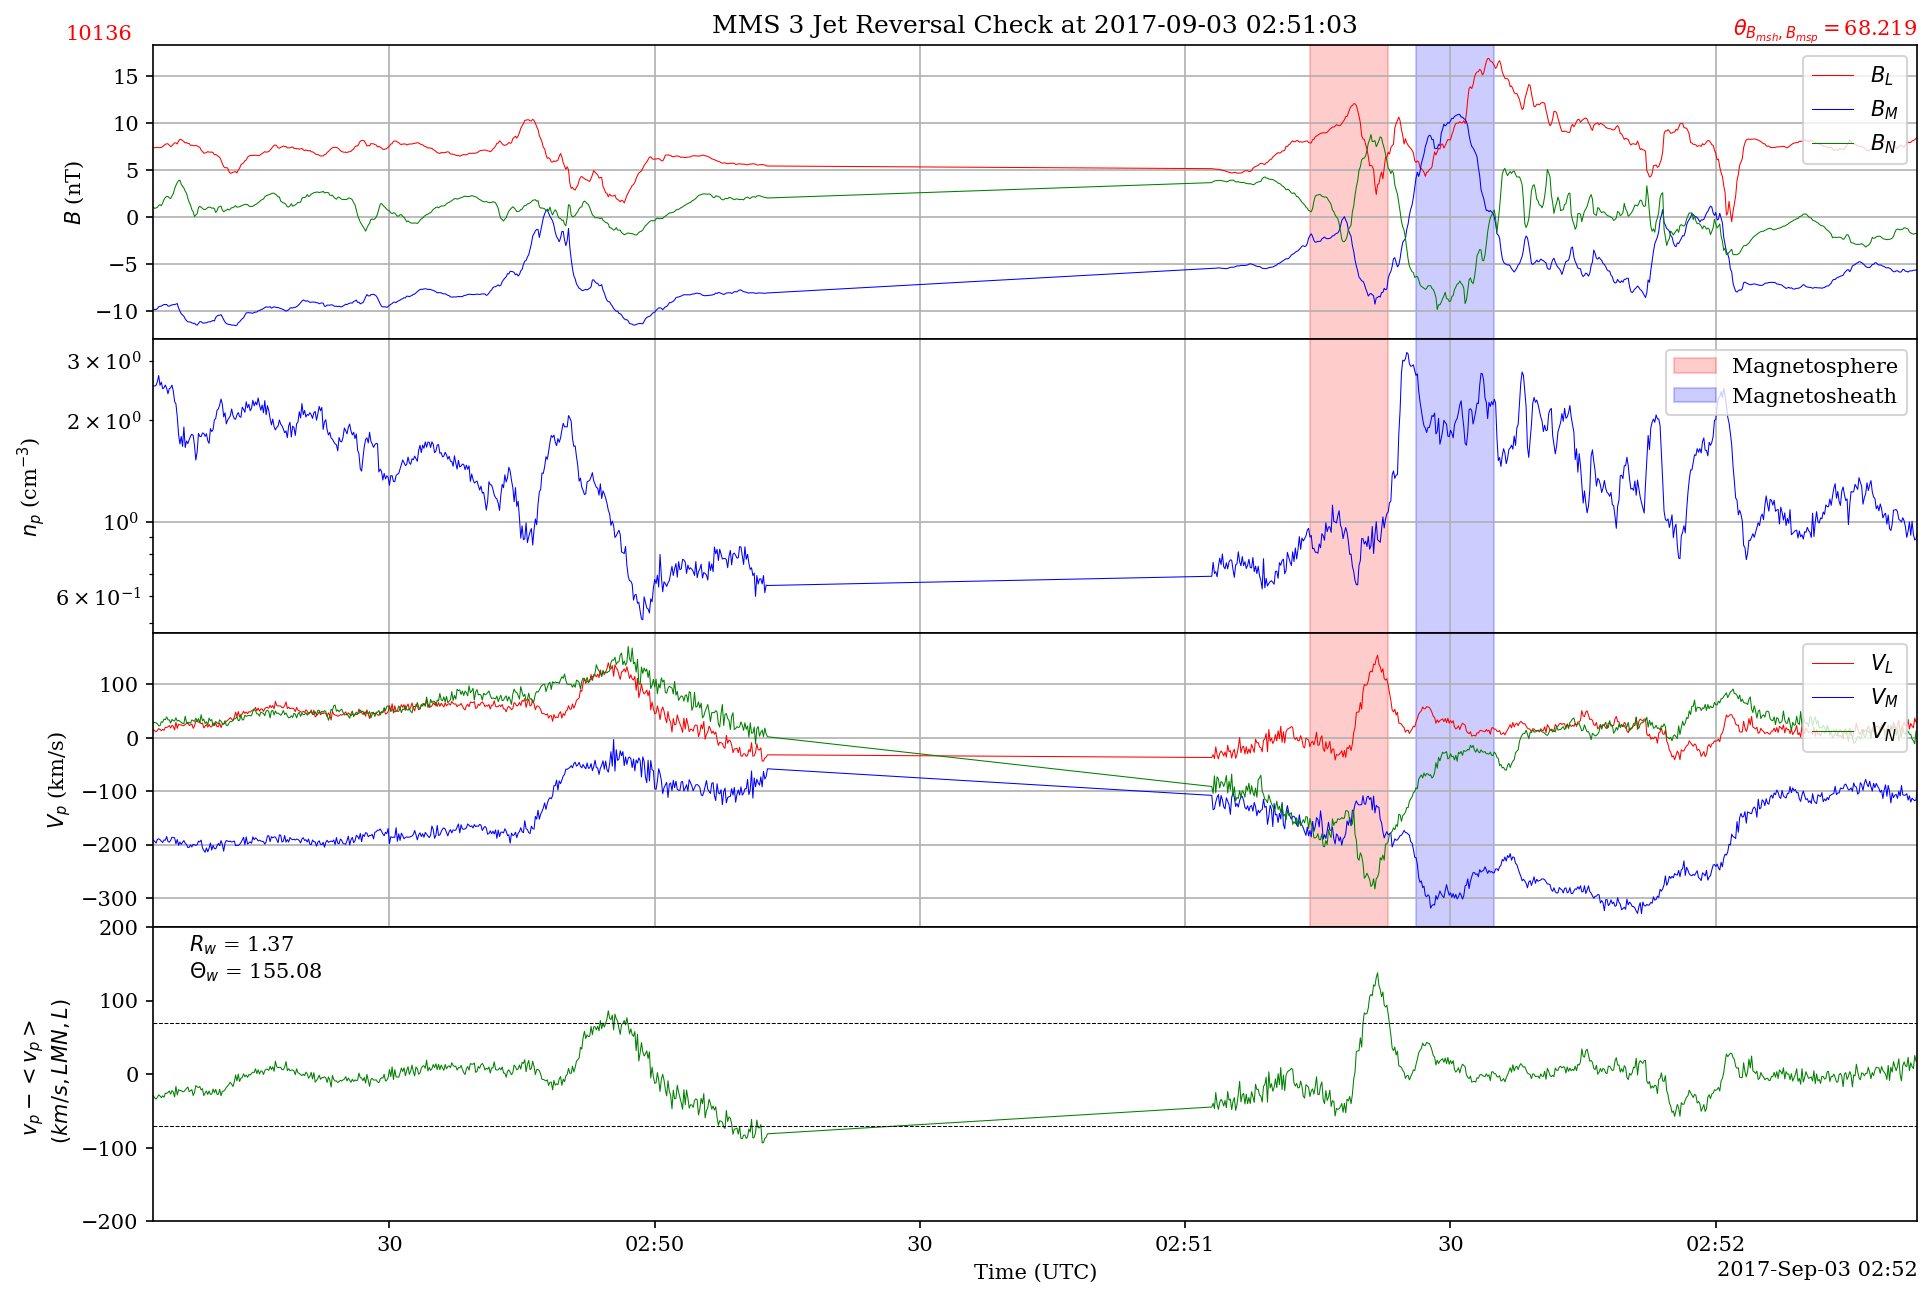 10136
MMS 3 Jet Reversal Check at 2017-09-03 02:51:03
θ_{B_{msh}, B_{msp}} = 68.219
B (nT)
15
10
5
0
−5
−10
B_L
B_M
B_N
n_p (cm^{−3})
3 × 10^0
2 × 10^0
10^0
6 × 10^{−1}
Magnetosphere
Magnetosheath
V_p (km/s)
100
0
−100
−200
−300
V_L
V_M
V_N
v_p − < v_p >
(km/s, LMN, L)
200
100
0
−100
−200
R_w = 1.37
Θ_w = 155.08
30
02:50
30
02:51
30
02:52
Time (UTC)
2017-Sep-03 02:52